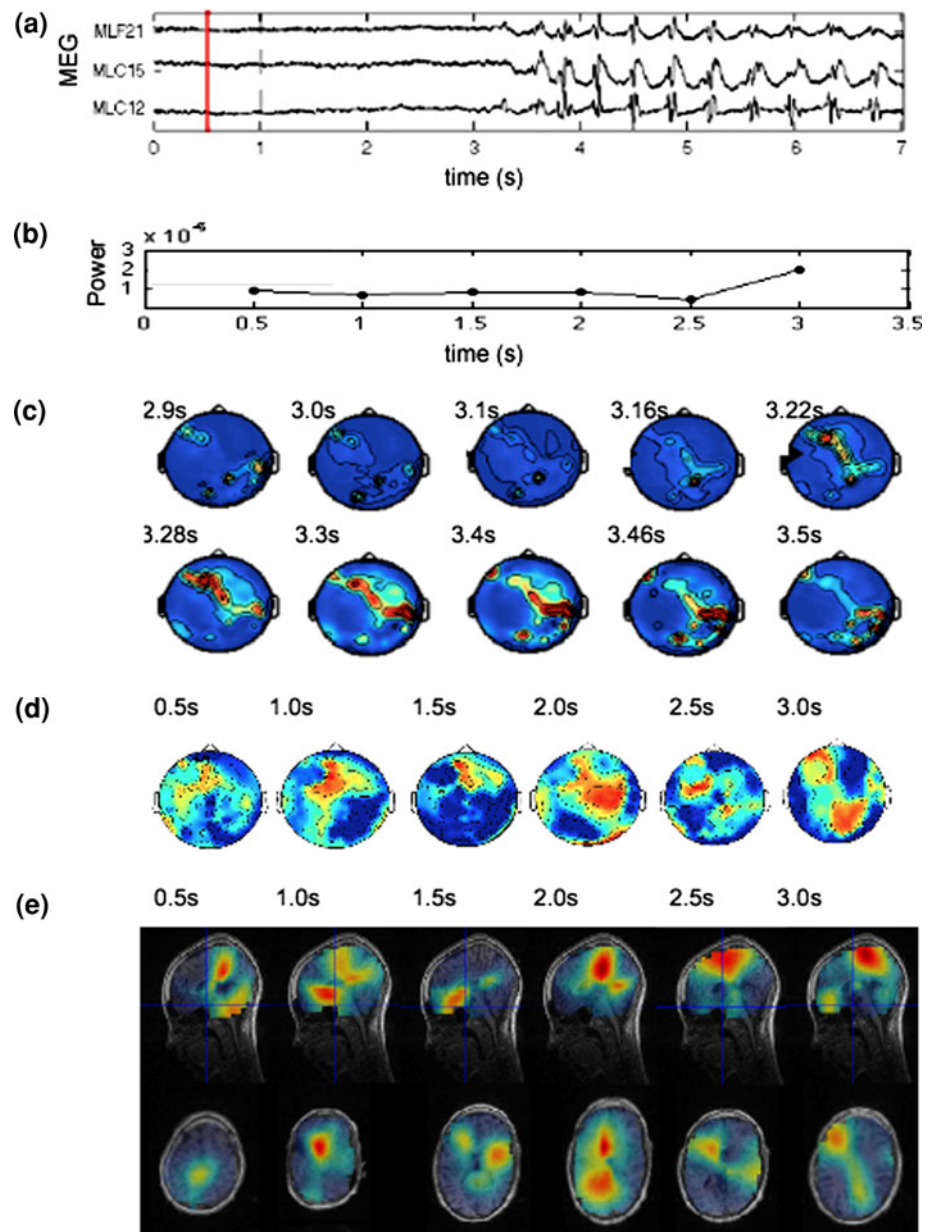 (a)
MEG
MLF21
MLC15
MLC12
0 1 2 3 4 5 6 7
time (s)
(b)
x 10⁻⁵
Power
3
2
1
0 0.5 1 1.5 2 2.5 3 3.5
time (s)
(c)
2.9s 3.0s 3.1s 3.16s 3.22s
3.28s 3.3s 3.4s 3.46s 3.5s
(d)
0.5s 1.0s 1.5s 2.0s 2.5s 3.0s
(e)
0.5s 1.0s 1.5s 2.0s 2.5s 3.0s